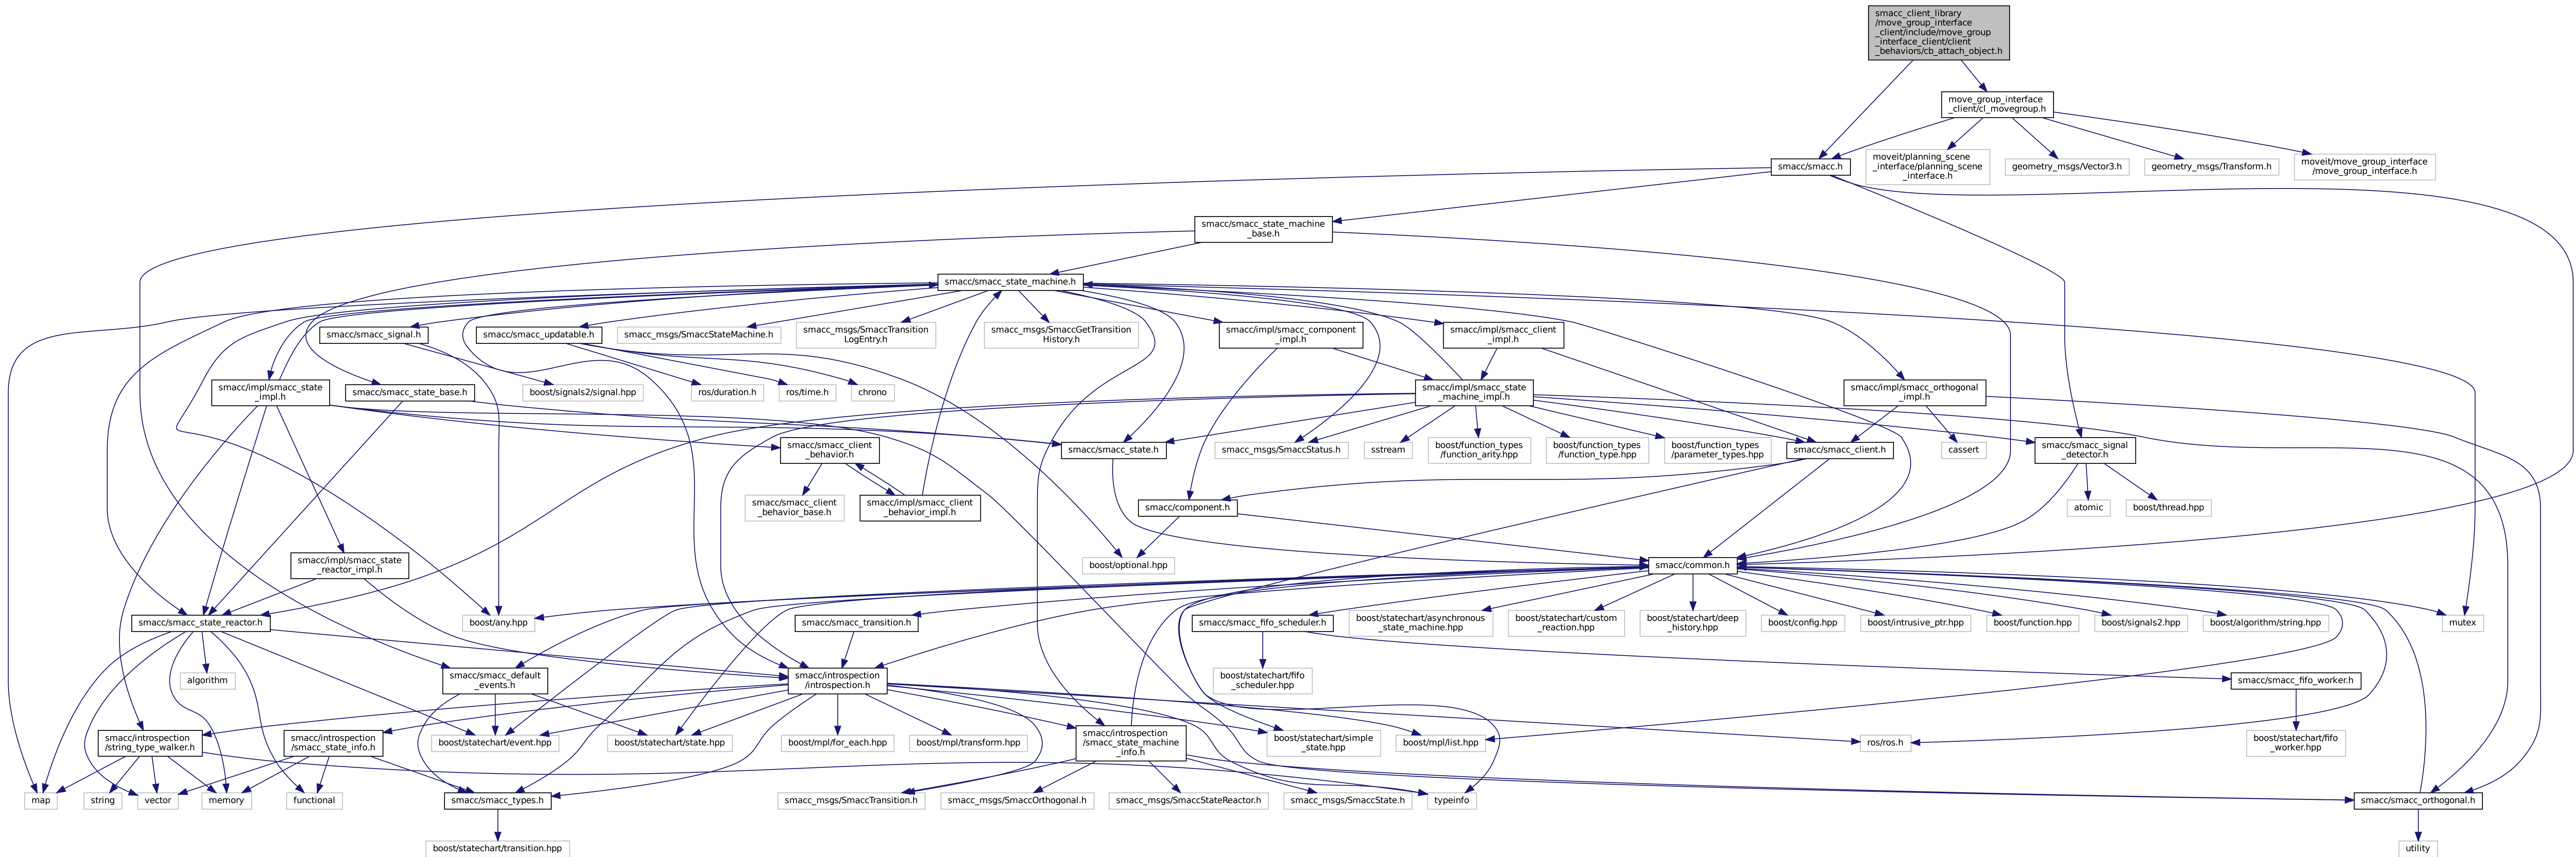 smacc_client_library
/move_group_interface
_client/include/move_group
_interface_client/client
_behaviors/cb_attach_object.h
move_group_interface
_client/cl_movegroup.h
smacc/smacc.h
moveit/planning_scene
_interface/planning_scene
_interface.h
geometry_msgs/Vector3.h
geometry_msgs/Transform.h
moveit/move_group_interface
/move_group_interface.h
smacc/smacc_state_machine
_base.h
smacc/smacc_state_machine.h
smacc/smacc_signal.h
smacc/smacc_updatable.h
smacc_msgs/SmaccStateMachine.h
smacc_msgs/SmaccTransition
LogEntry.h
smacc_msgs/SmaccGetTransition
History.h
smacc/impl/smacc_component
_impl.h
smacc/impl/smacc_client
_impl.h
smacc/impl/smacc_state
_impl.h
smacc/smacc_state_base.h
boost/signals2/signal.hpp
ros/duration.h
ros/time.h
chrono
smacc/impl/smacc_state
_machine_impl.h
smacc/impl/smacc_orthogonal
_impl.h
smacc/smacc_client
_behavior.h
smacc/smacc_state.h
smacc_msgs/SmaccStatus.h
sstream
boost/function_types
/function_arity.hpp
boost/function_types
/function_type.hpp
boost/function_types
/parameter_types.hpp
smacc/smacc_client.h
cassert
smacc/smacc_signal
_detector.h
smacc/smacc_client
_behavior_base.h
smacc/impl/smacc_client
_behavior_impl.h
smacc/component.h
atomic
boost/thread.hpp
smacc/impl/smacc_state
_reactor_impl.h
boost/optional.hpp
smacc/common.h
smacc/smacc_state_reactor.h
boost/any.hpp
smacc/smacc_transition.h
smacc/smacc_fifo_scheduler.h
boost/statechart/asynchronous
_state_machine.hpp
boost/statechart/custom
_reaction.hpp
boost/statechart/deep
_history.hpp
boost/config.hpp
boost/intrusive_ptr.hpp
boost/function.hpp
boost/signals2.hpp
boost/algorithm/string.hpp
mutex
algorithm
smacc/smacc_default
_events.h
smacc/introspection
/introspection.h
boost/statechart/fifo
_scheduler.hpp
smacc/smacc_fifo_worker.h
smacc/introspection
/string_type_walker.h
smacc/introspection
/smacc_state_info.h
boost/statechart/event.hpp
boost/statechart/state.hpp
boost/mpl/for_each.hpp
boost/mpl/transform.hpp
smacc/introspection
/smacc_state_machine
_info.h
boost/statechart/simple
_state.hpp
boost/mpl/list.hpp
ros/ros.h
boost/statechart/fifo
_worker.hpp
map
string
vector
memory
functional
smacc/smacc_types.h
smacc_msgs/SmaccTransition.h
smacc_msgs/SmaccOrthogonal.h
smacc_msgs/SmaccStateReactor.h
smacc_msgs/SmaccState.h
typeinfo
smacc/smacc_orthogonal.h
boost/statechart/transition.hpp
utility